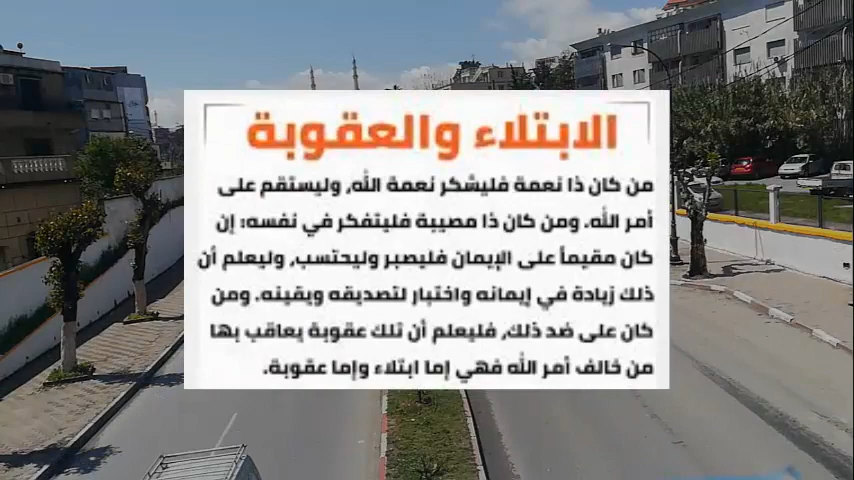 الابتلاء والعقوبة
من كان ذا نعمة فليشكر نعمة الله، وليستقم على
أمر الله. ومن كان ذا مصيبة فليتفكر في نفسه: إن
كان مقيماً على الإيمان فليصبر وليحتسب، وليعلم أن
ذلك زيادة في إيمانه واختبار لتصديقه ويقينه. ومن
كان على ضد ذلك، فليعلم أن تلك عقوبة يعاقب بها
من خالف أمر الله فهي إما ابتلاء وإما عقوبة.